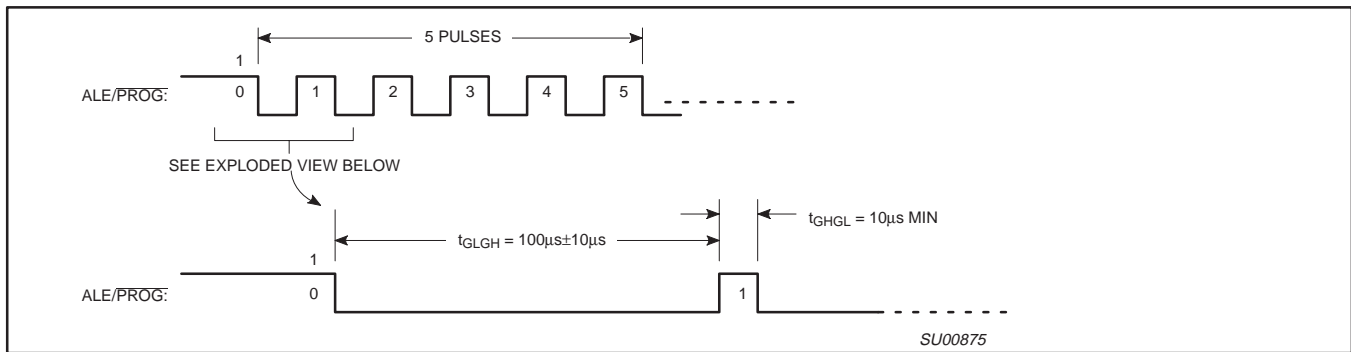 5 PULSES
1
ALE/PROG:
0 1 2 3 4 5
SEE EXPLODED VIEW BELOW
tGHGL = 10µs MIN
tGLGH = 100µs±10µs
1
ALE/PROG:
0 1
SU00875